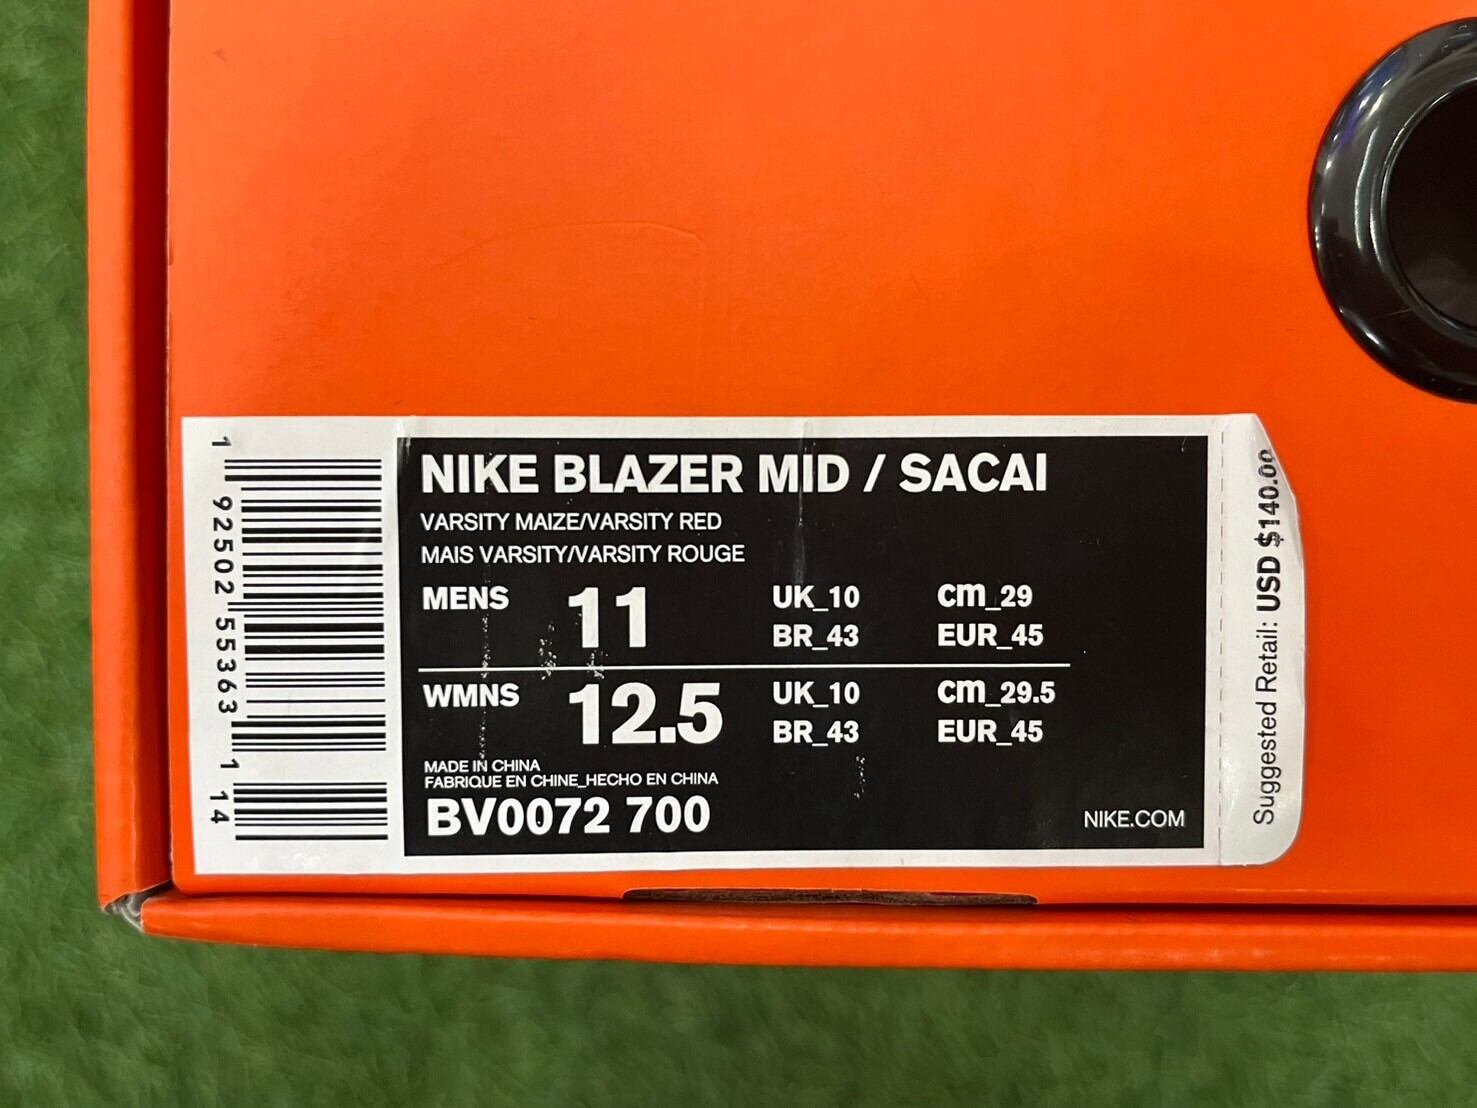 NIKE BLAZER MID / SACAI
VARSITY MAIZE/VARSITY RED
MAIS VARSITY/VARSITY ROUGE
MENS 11 UK_10 cm_29
BR_43 EUR_45
WMNS 12.5 UK_10 cm_29.5
BR_43 EUR_45
MADE IN CHINA
FABRIQUE EN CHINE_HECHO EN CHINA
BV0072 700
NIKE.COM
1 92502 55363 1 14
Suggested Retail: USD $140.00